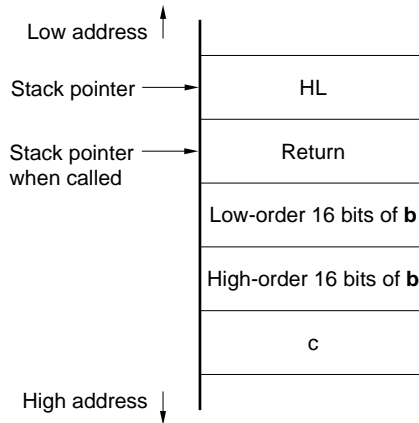 Low address
HL
Stack pointer
Return
Stack pointer
when called
Low-order 16 bits of b
High-order 16 bits of b
c
High address